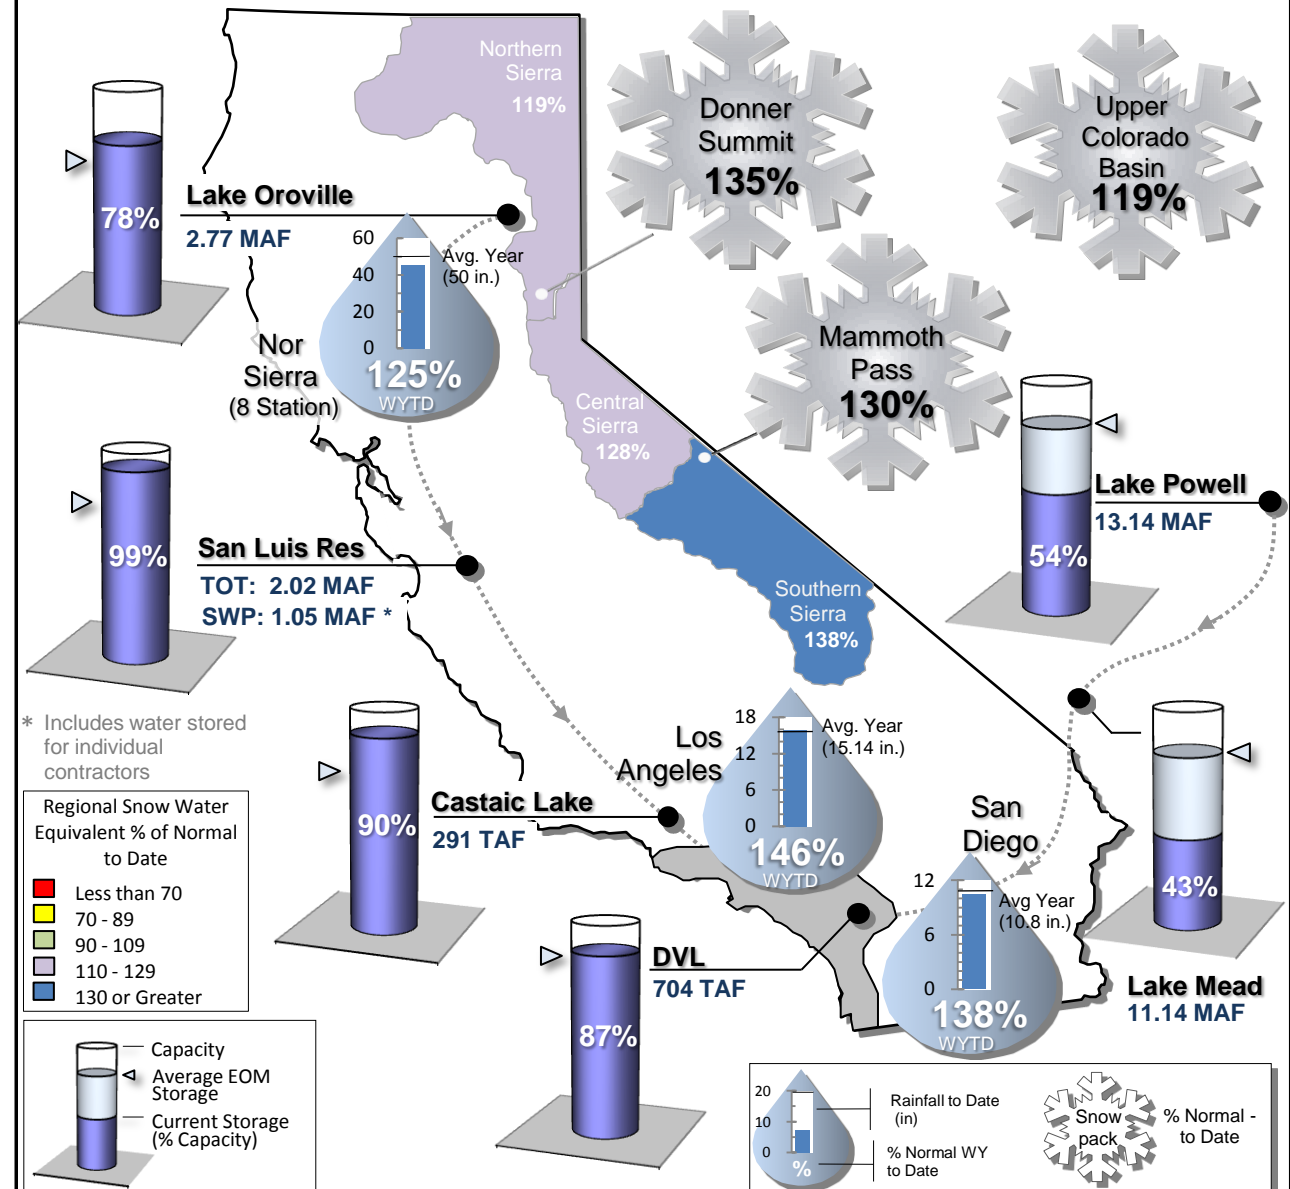 Northern
Sierra
119%
Donner
Summit
135%
Upper
Colorado
Basin
119%
78%
Lake Oroville
2.77 MAF
60
40
20
0
Avg. Year
(50 in.)
125%
WYTD
Nor
Sierra
(8 Station)
Mammoth
Pass
130%
Central
Sierra
128%
Lake Powell
13.14 MAF
54%
99%
San Luis Res
TOT: 2.02 MAF
SWP: 1.05 MAF *
Southern
Sierra
138%
* Includes water stored
for individual
contractors
Los
Angeles
18
12
6
0
Avg. Year
(15.14 in.)
146%
WYTD
90%
Castaic Lake
291 TAF
San
Diego
12
6
0
Avg Year
(10.8 in.)
138%
WYTD
43%
Lake Mead
11.14 MAF
87%
DVL
704 TAF
Regional Snow Water
Equivalent % of Normal
to Date
Less than 70
70 - 89
90 - 109
110 - 129
130 or Greater
Capacity
Average EOM
Storage
Current Storage
(% Capacity)
20
10
0
%
Rainfall to Date
(in)
% Normal WY
to Date
Snow
pack
% Normal -
to Date